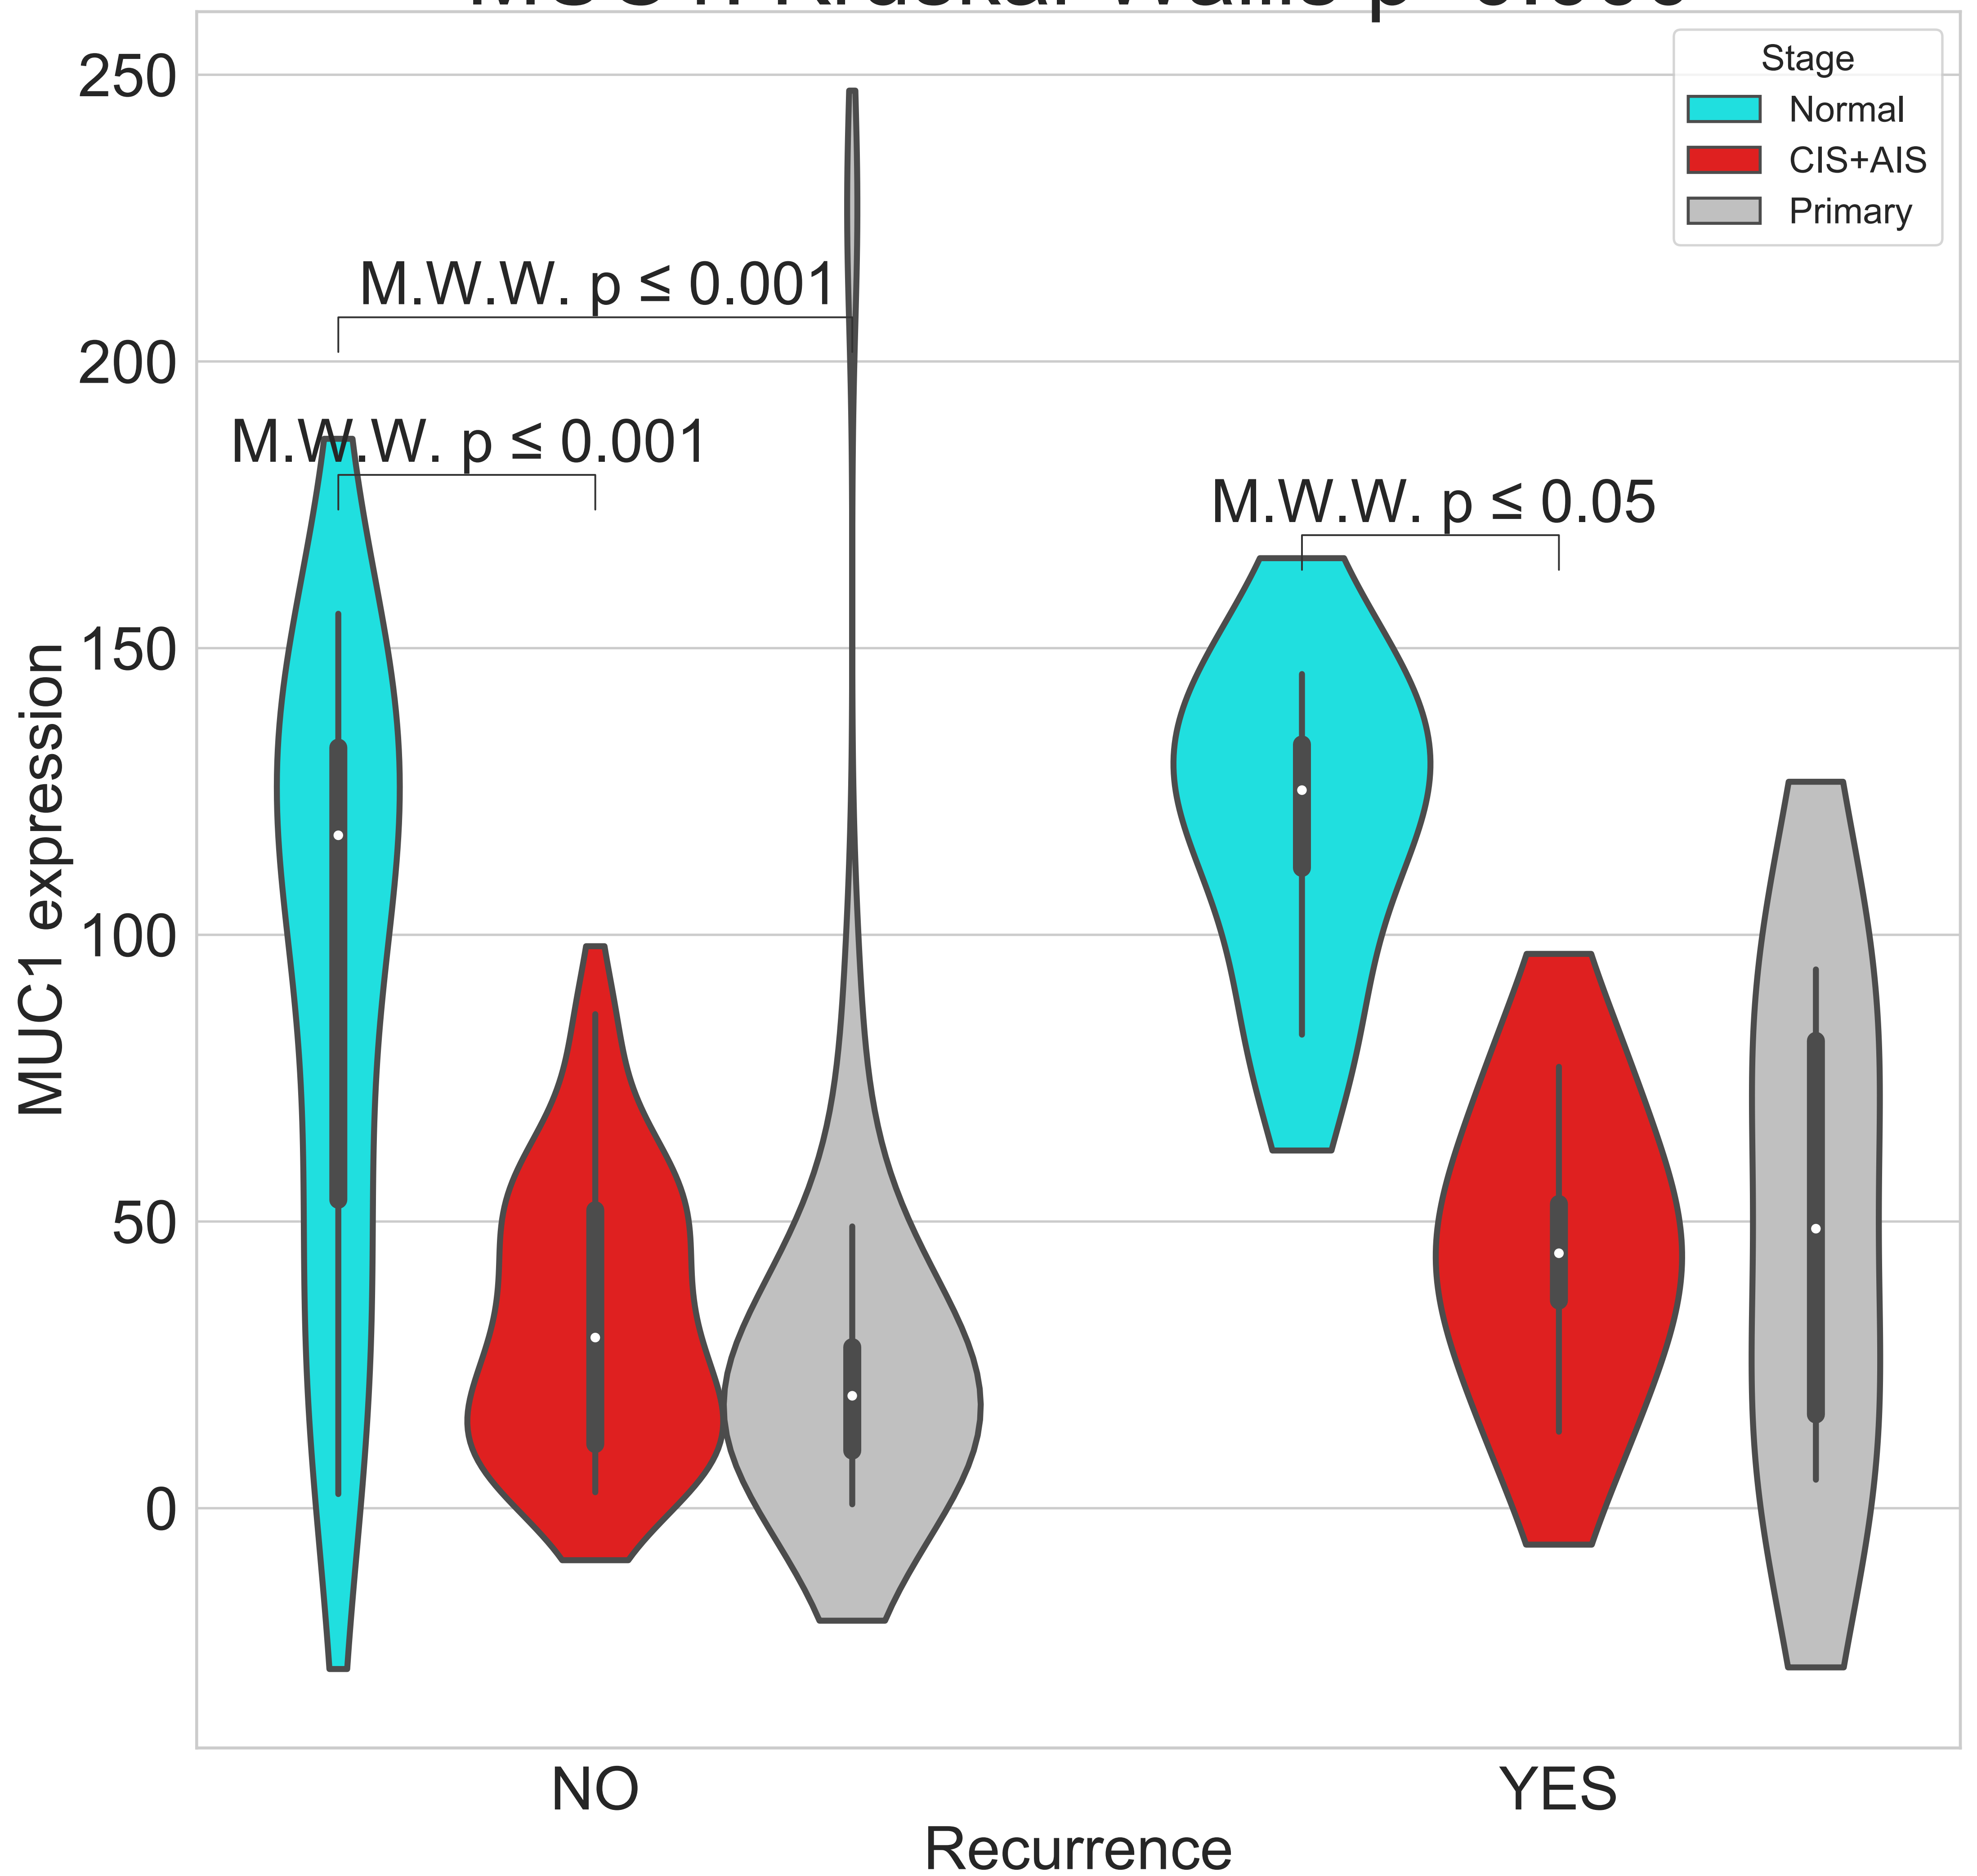 Stage
Normal
CIS+AIS
Primary
250
200
150
100
50
0
MUC1 expression
M.W.W. p ≤ 0.001
M.W.W. p ≤ 0.001
M.W.W. p ≤ 0.05
NO
YES
Recurrence